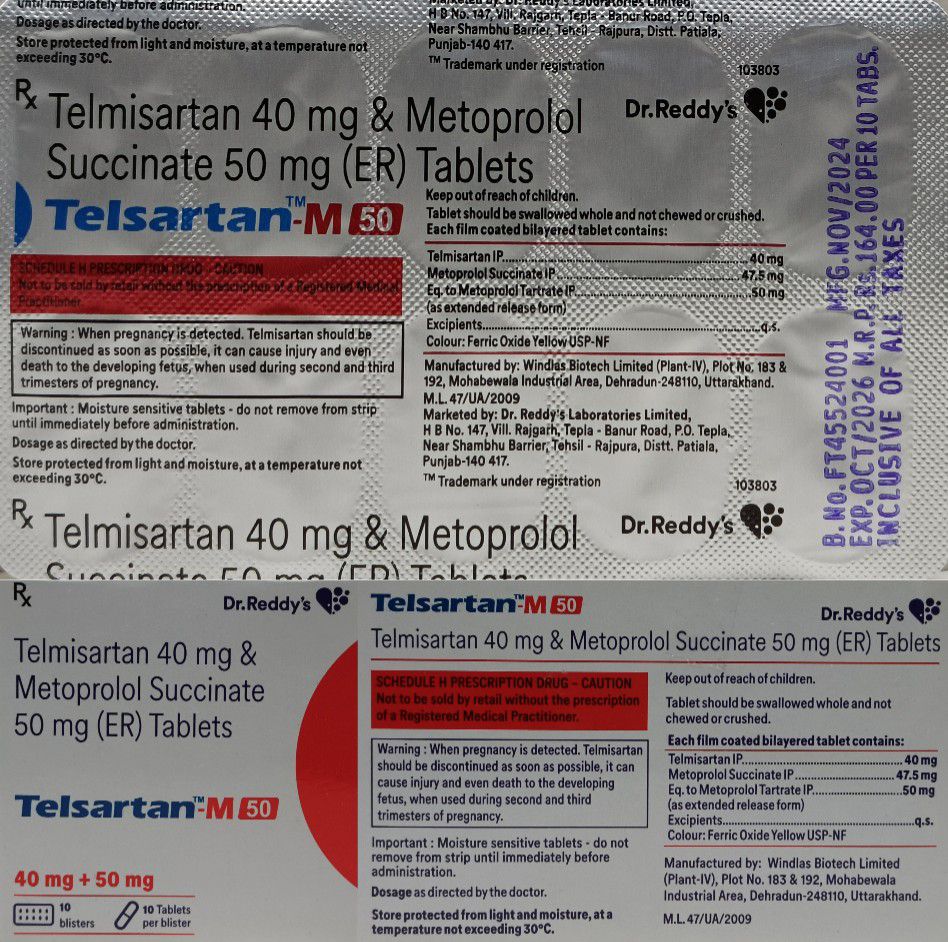 until immediately before administration.
Dosage as directed by the doctor.
Store protected from light and moisture, at a temperature not
exceeding 30°C.
Marketed by: Dr. Reddy's Laboratories Limited,
H B No. 147, Vill. Rajgarh, Tepla - Banur Road, P.O. Tepla,
Near Shambhu Barrier, Tehsil - Rajpura, Distt. Patiala,
Punjab-140 417.
™ Trademark under registration
103803
Rx
Telmisartan 40 mg & Metoprolol
Succinate 50 mg (ER) Tablets
Dr.Reddy's
Telsartan™-M 50
SCHEDULE H PRESCRIPTION DRUG - CAUTION
Not to be sold by retail without the prescription of a Registered Medical
Practitioner.
Warning : When pregnancy is detected. Telmisartan should be
discontinued as soon as possible, it can cause injury and even
death to the developing fetus, when used during second and third
trimesters of pregnancy.
Important : Moisture sensitive tablets - do not remove from strip
until immediately before administration.
Dosage as directed by the doctor.
Store protected from light and moisture, at a temperature not
exceeding 30°C.
Keep out of reach of children.
Tablet should be swallowed whole and not chewed or crushed.
Each film coated bilayered tablet contains:
Telmisartan IP....40 mg
Metoprolol Succinate IP....47.5 mg
Eq. to Metoprolol Tartrate IP....50 mg
(as extended release form)
Excipients....q.s.
Colour: Ferric Oxide Yellow USP-NF
Manufactured by: Windlas Biotech Limited (Plant-IV), Plot No. 183 &
192, Mohabewala Industrial Area, Dehradun-248110, Uttarakhand.
M.L. 47/UA/2009
Marketed by: Dr. Reddy's Laboratories Limited,
H B No. 147, Vill. Rajgarh, Tepla - Banur Road, P.O. Tepla,
Near Shambhu Barrier, Tehsil - Rajpura, Distt. Patiala,
Punjab-140 417.
™ Trademark under registration
103803
B.No.FT45524001 MFG.NOV/2024
EXP.OCT/2026 M.R.P.RS.164.00 PER 10 TABS.
INCLUSIVE OF ALL TAXES
Rx
Telmisartan 40 mg & Metoprolol
Succinate 50 mg (ER) Tablets
Dr.Reddy's
Rx
Dr.Reddy's
Telmisartan 40 mg &
Metoprolol Succinate
50 mg (ER) Tablets
Telsartan™-M 50
40 mg + 50 mg
10
blisters
10 Tablets
per blister
Telsartan™-M 50
Dr.Reddy's
Telmisartan 40 mg & Metoprolol Succinate 50 mg (ER) Tablets
SCHEDULE H PRESCRIPTION DRUG - CAUTION
Not to be sold by retail without the prescription
of a Registered Medical Practitioner.
Warning : When pregnancy is detected. Telmisartan
should be discontinued as soon as possible, it can
cause injury and even death to the developing
fetus, when used during second and third
trimesters of pregnancy.
Important : Moisture sensitive tablets - do not
remove from strip until immediately before
administration.
Dosage as directed by the doctor.
Store protected from light and moisture, at a
temperature not exceeding 30°C.
Keep out of reach of children.
Tablet should be swallowed whole and not
chewed or crushed.
Each film coated bilayered tablet contains:
Telmisartan IP....40 mg
Metoprolol Succinate IP....47.5 mg
Eq. to Metoprolol Tartrate IP....50 mg
(as extended release form)
Excipients....q.s.
Colour: Ferric Oxide Yellow USP-NF
Manufactured by: Windlas Biotech Limited
(Plant-IV), Plot No. 183 & 192, Mohabewala
Industrial Area, Dehradun-248110, Uttarakhand.
M.L. 47/UA/2009